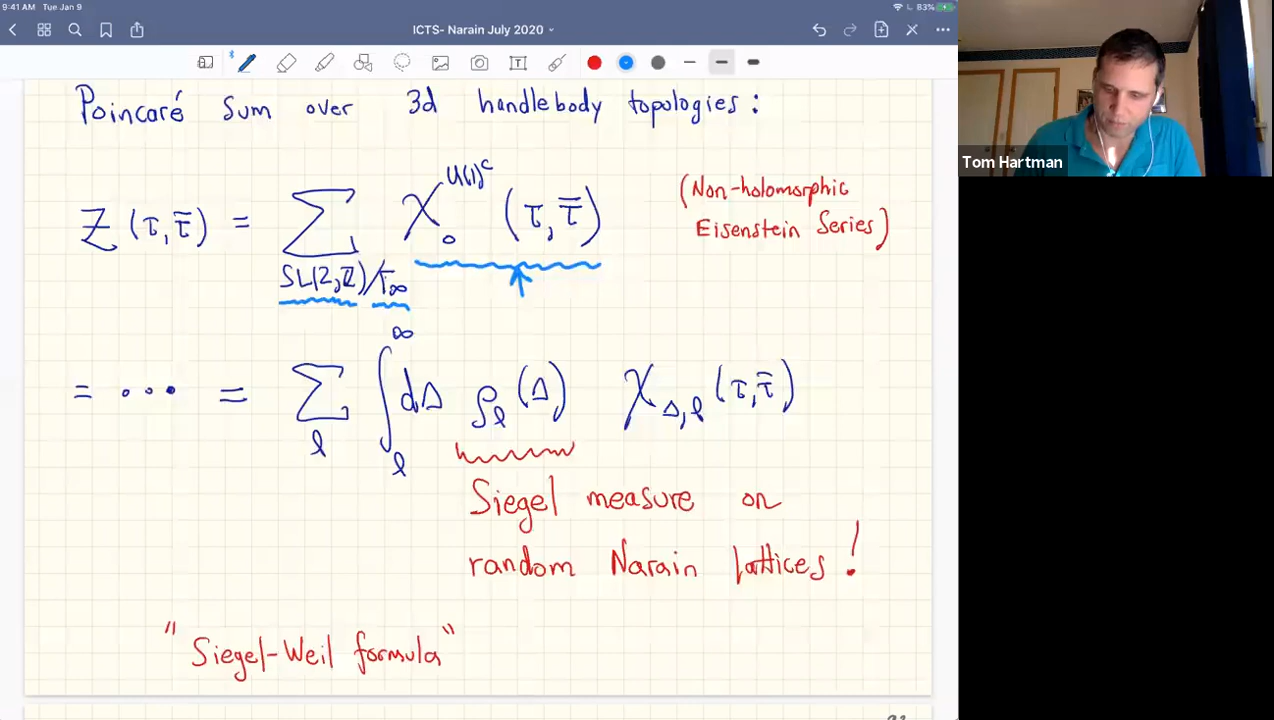 9:41 AM Tue Jan 9
83%
ICTS- Narain July 2020
Poincaré Sum over 3d handlebody topologies:
Z(τ,τ̄) = Σ_{SL(2,Z)/Γ∞} χ_0^{U(1)^c} (τ,τ̄)
(Non-holomorphic
Eisenstein Series)
= ... = Σ_ℓ ∫_ℓ^∞ dΔ ρ_ℓ(Δ) χ_{Δ,ℓ}(τ,τ̄)
Siegel measure on
random Narain lattices!
"Siegel-Weil formula"
Tom Hartman